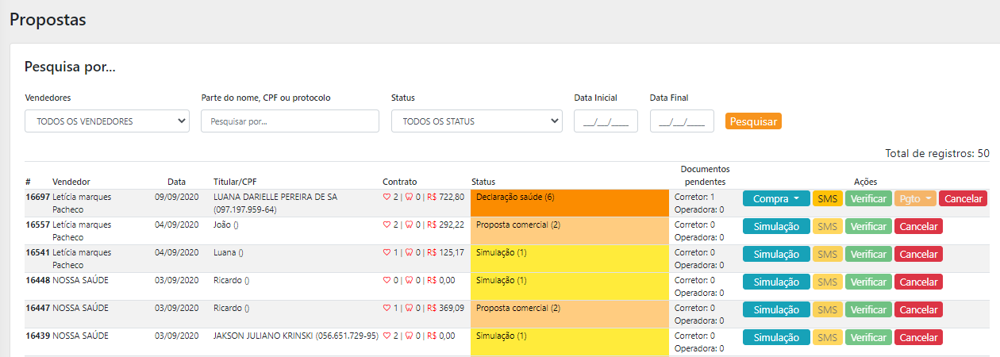 Propostas
Pesquisa por...
Vendedores Parte do nome, CPF ou protocolo Status Data Inicial Data Final
TODOS OS VENDEDORES Pesquisar por... TODOS OS STATUS __/__/____ __/__/____ Pesquisar
Total de registros: 50
# Vendedor Data Titular/CPF Contrato Status Documentos pendentes Ações
16697 Letícia marques Pacheco 09/09/2020 LUANA DARIELLE PEREIRA DE SA (097.197.959-64) 2 | 0 | R$ 722,80 Declaração saúde (6) Corretor: 1 Operadora: 0 Compra SMS Verificar Pgto Cancelar
16557 Letícia marques Pacheco 04/09/2020 João () 2 | 0 | R$ 292,22 Proposta comercial (2) Corretor: 0 Operadora: 0 Simulação SMS Verificar Cancelar
16541 Letícia marques Pacheco 04/09/2020 Luana () 1 | 0 | R$ 125,17 Simulação (1) Corretor: 0 Operadora: 0 Simulação SMS Verificar Cancelar
16448 NOSSA SAÚDE 03/09/2020 Ricardo () 0 | 0 | R$ 0,00 Simulação (1) Corretor: 0 Operadora: 0 Simulação SMS Verificar Cancelar
16447 NOSSA SAÚDE 03/09/2020 Ricardo () 1 | 0 | R$ 369,09 Proposta comercial (2) Corretor: 0 Operadora: 0 Simulação SMS Verificar Cancelar
16439 NOSSA SAÚDE 03/09/2020 JAKSON JULIANO KRINSKI (056.651.729-95) 2 | 0 | R$ 0,00 Simulação (1) Corretor: 0 Operadora: 0 Simulação SMS Verificar Cancelar